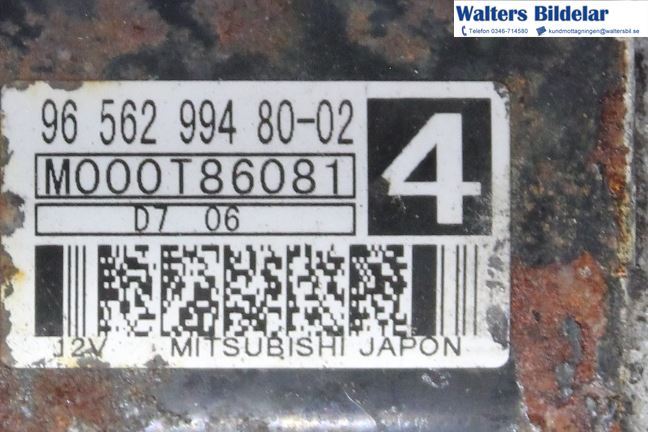 Walters Bildelar
Telefon 0346-714580 kundmottagningen@waltersbil.se
96 562 994 80-02
4
M000T86081
D7 06
12V MITSUBISHI JAPON